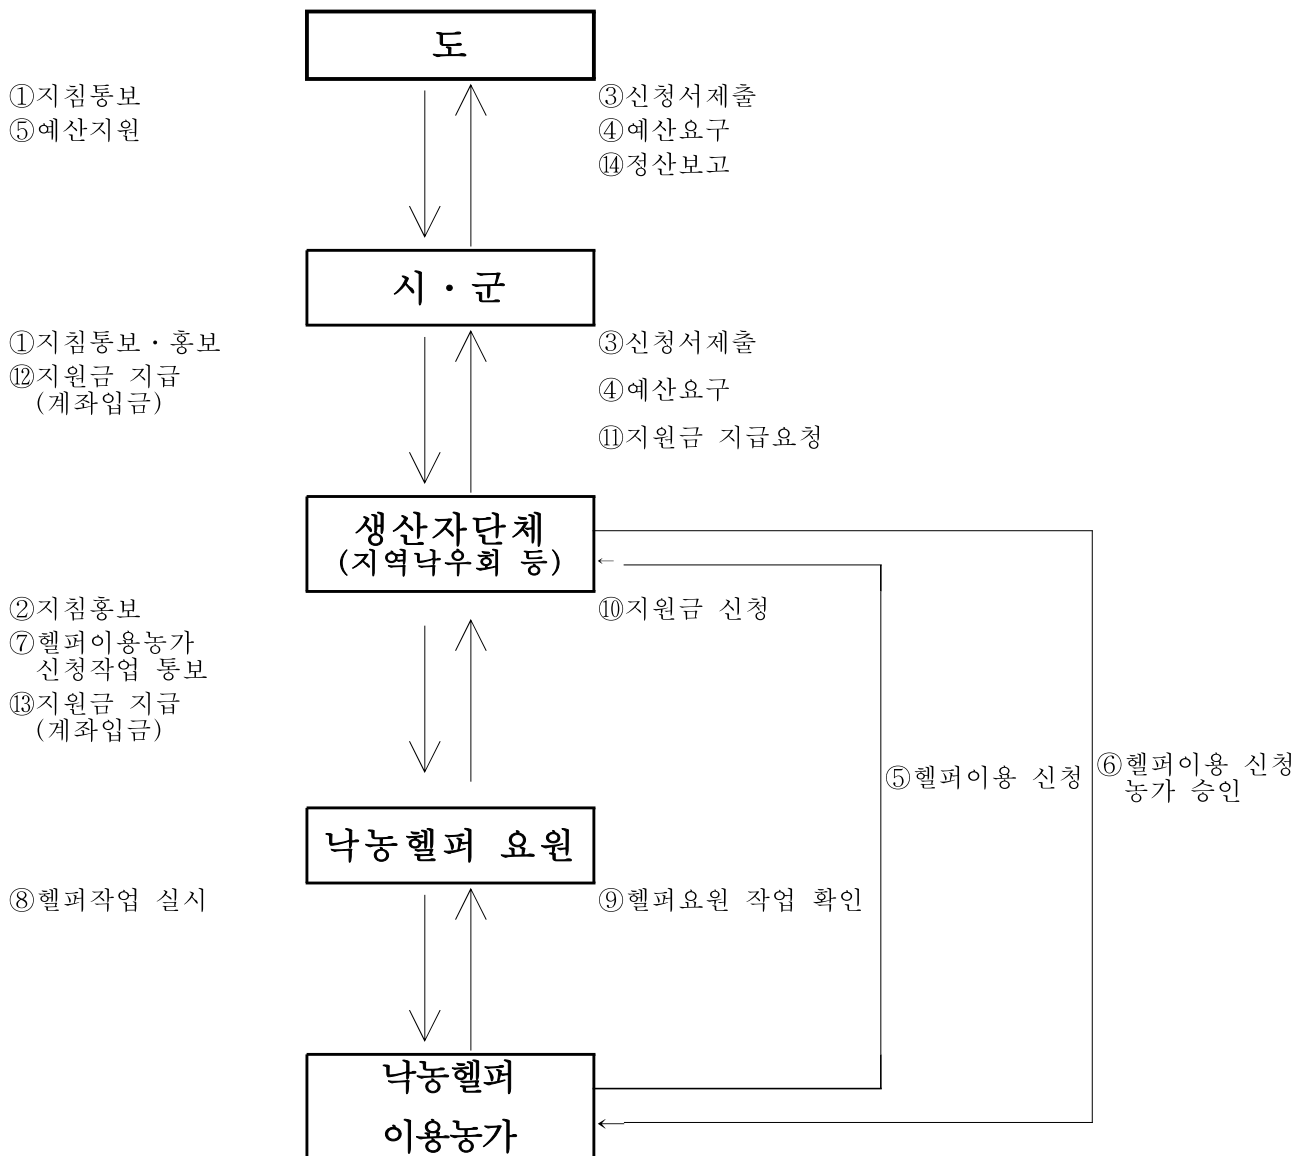 도
①지침통보
⑤예산지원
③신청서제출
④예산요구
⑭정산보고
시・군
①지침통보・홍보
⑫지원금 지급
(계좌입금)
③신청서제출
④예산요구
⑪지원금 지급요청
생산자단체
(지역낙우회 등)
②지침홍보
⑦헬퍼이용농가
신청작업 통보
⑬지원금 지급
(계좌입금)
⑩지원금 신청
⑤헬퍼이용 신청
⑥헬퍼이용 신청
농가 승인
낙농헬퍼 요원
⑧헬퍼작업 실시
⑨헬퍼요원 작업 확인
낙농헬퍼
이용농가